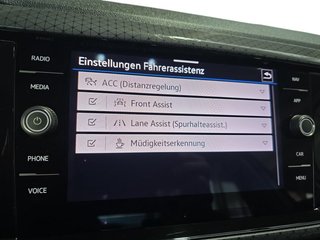 Einstellungen Fahrerassistenz
RADIO
NAV
MEDIA
APP
ACC (Distanzregelung)
Front Assist
Lane Assist (Spurhalteassist.)
Müdigkeitserkennung
PHONE
CAR
VOICE
MENU